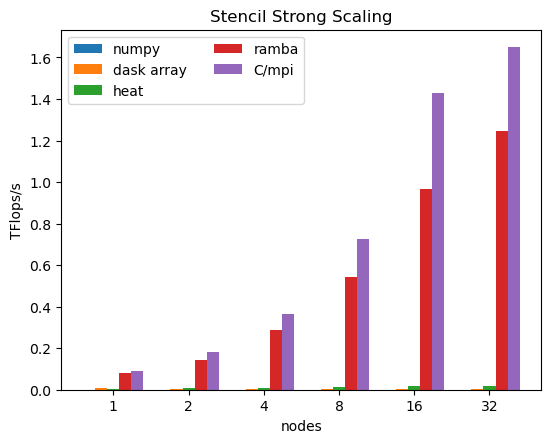 Stencil Strong Scaling
numpy
dask array
heat
ramba
C/mpi
TFlops/s
1.6
1.4
1.2
1.0
0.8
0.6
0.4
0.2
0.0
1 2 4 8 16 32
nodes